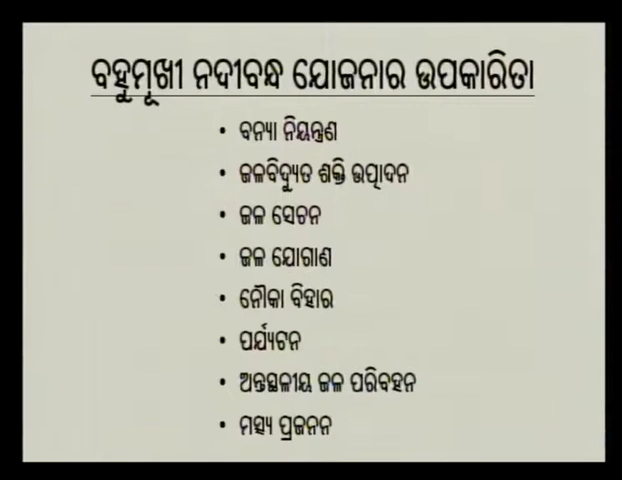 ବହୁମୂଖୀ ନଦୀବନ୍ଧ ଯୋଜନାର ଉପକାରିତା
• ବନ୍ୟା ନିୟନ୍ତ୍ରଣ
• ଜଳବିଦ୍ୟୁତ ଶକ୍ତି ଉତ୍ପାଦନ
• ଜଳ ସେଚନ
• ଜଳ ଯୋଗାଣ
• ନୌକା ବିହାର
• ପର୍ଯ୍ୟଟନ
• ଅନ୍ତସ୍ଥଳୀୟ ଜଳ ପରିବହନ
• ମତ୍ସ୍ୟ ପ୍ରଜନନ